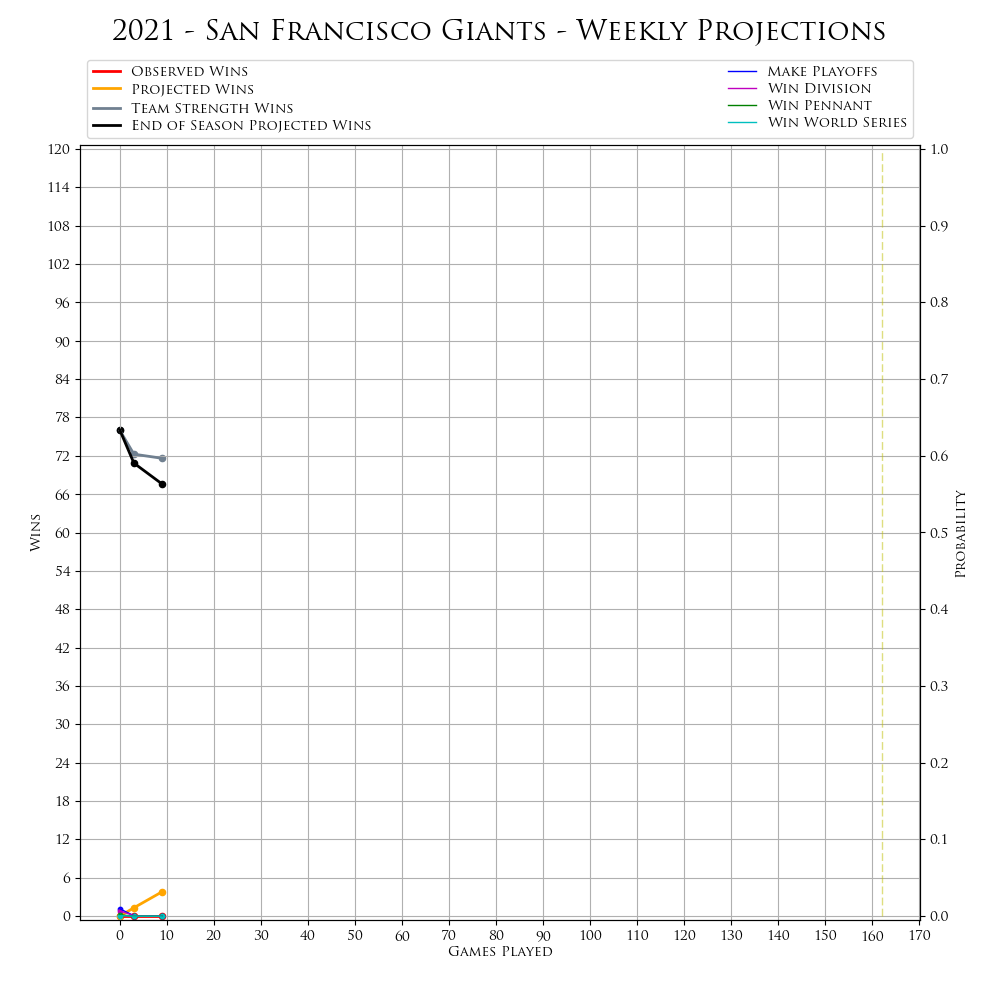 2021 - San Francisco Giants - Weekly Projections
Observed Wins
Projected Wins
Team Strength Wins
End of Season Projected Wins
Make Playoffs
Win Division
Win Pennant
Win World Series
120
114
108
102
96
90
84
78
72
66
60
54
48
42
36
30
24
18
12
6
0
Wins
1.0
0.9
0.8
0.7
0.6
0.5
0.4
0.3
0.2
0.1
0.0
Probability
0 10 20 30 40 50 60 70 80 90 100 110 120 130 140 150 160 170
Games Played